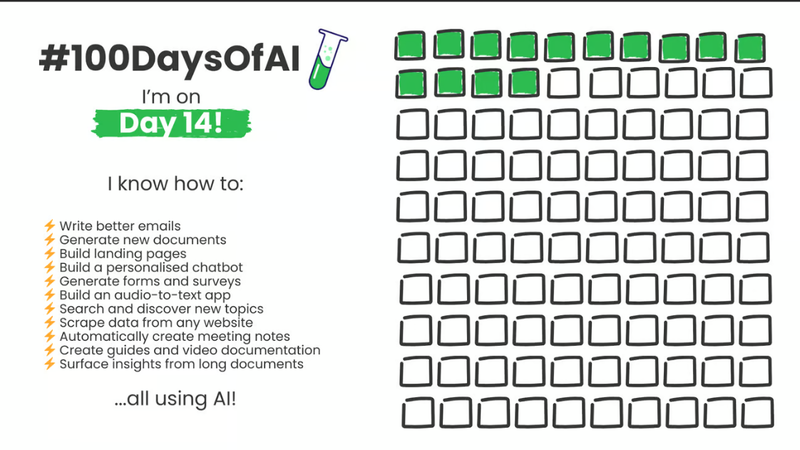 #100DaysOfAI
I'm on
Day 14!
I know how to:
⚡ Write better emails
⚡ Generate new documents
⚡ Build landing pages
⚡ Build a personalised chatbot
⚡ Generate forms and surveys
⚡ Build an audio-to-text app
⚡ Search and discover new topics
⚡ Scrape data from any website
⚡ Automatically create meeting notes
⚡ Create guides and video documentation
⚡ Surface insights from long documents
...all using AI!